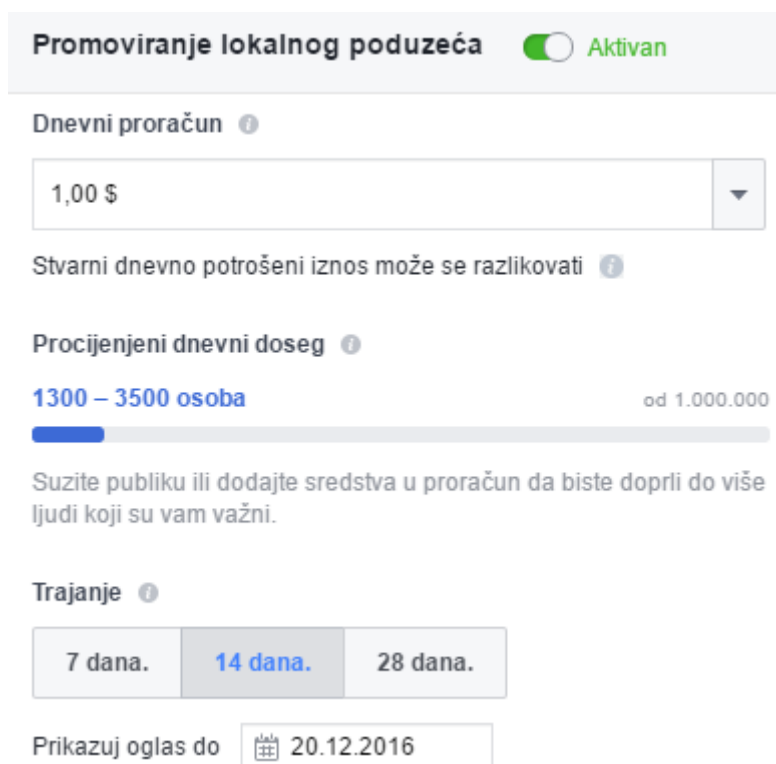 Promoviranje lokalnog poduzeća Aktivan
Dnevni proračun
1,00 $
Stvarni dnevno potrošeni iznos može se razlikovati
Procijenjeni dnevni doseg
1300 – 3500 osoba od 1.000.000
Suzite publiku ili dodajte sredstva u proračun da biste doprli do više
ljudi koji su vam važni.
Trajanje
7 dana. 14 dana. 28 dana.
Prikazuj oglas do 20.12.2016